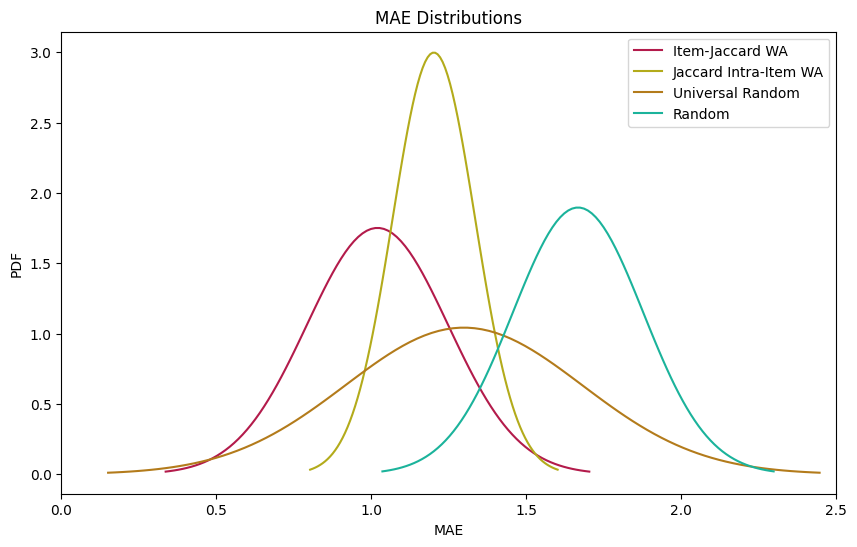 MAE Distributions
Item-Jaccard WA
Jaccard Intra-Item WA
Universal Random
Random
3.0
2.5
2.0
1.5
1.0
0.5
0.0
PDF
0.0 0.5 1.0 1.5 2.0 2.5
MAE